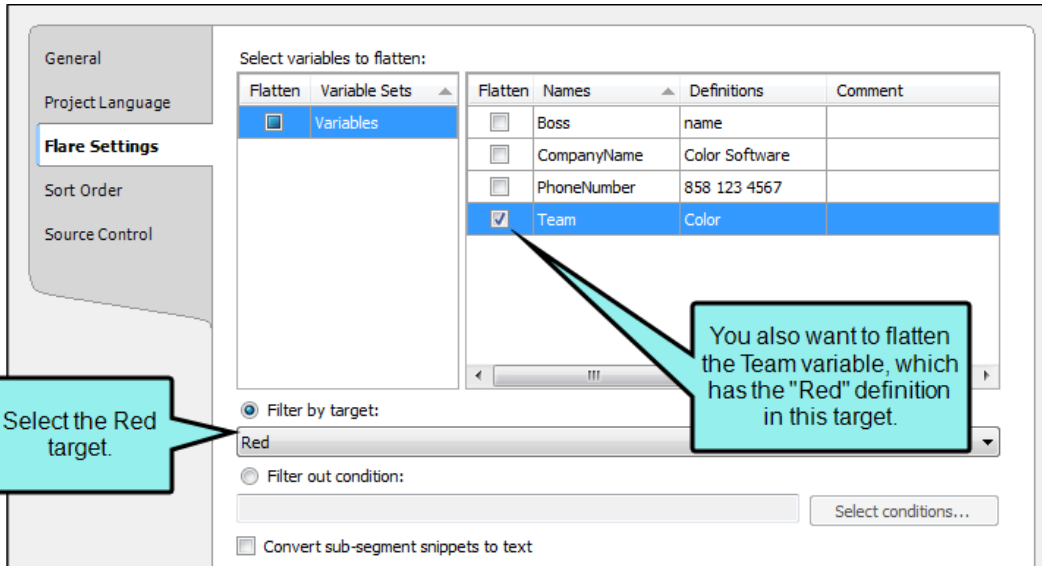 General
Project Language
Flare Settings
Sort Order
Source Control
Select variables to flatten:
Flatten Variable Sets
Variables
Flatten Names Definitions Comment
Boss name
CompanyName Color Software
PhoneNumber 858 123 4567
Team Color
You also want to flatten
the Team variable, which
has the "Red" definition
in this target.
Select the Red
target.
Filter by target:
Red
Filter out condition:
Select conditions...
Convert sub-segment snippets to text